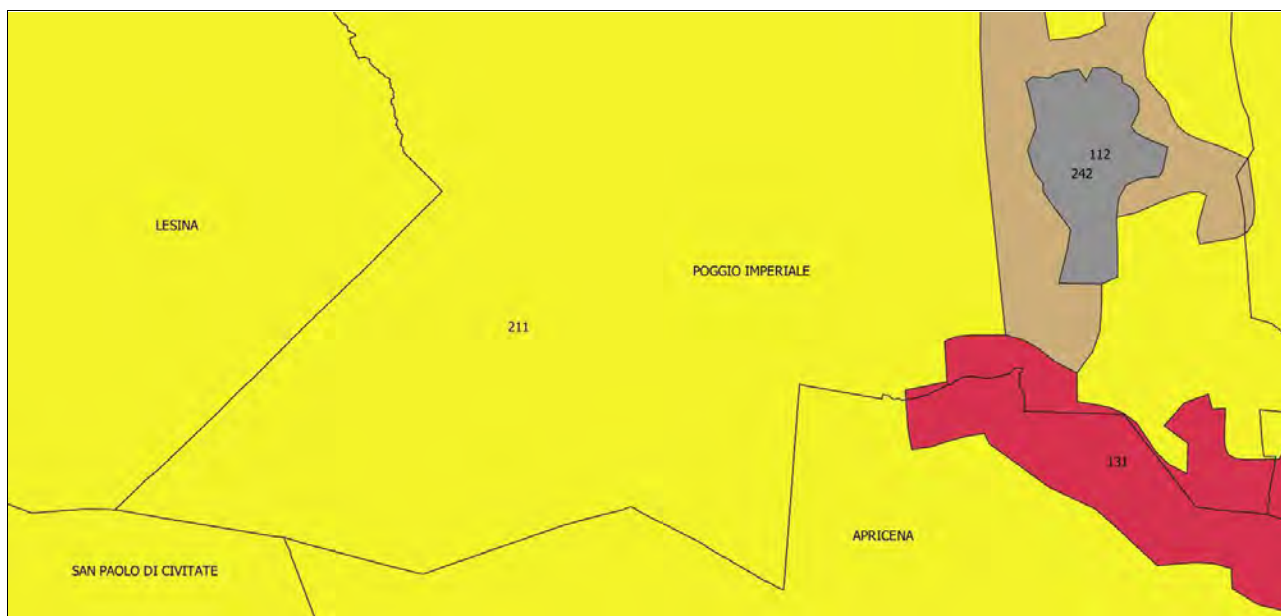 112
242
LESINA
POGGIO IMPERIALE
211
131
APRICENA
SAN PAOLO DI CIVITATE